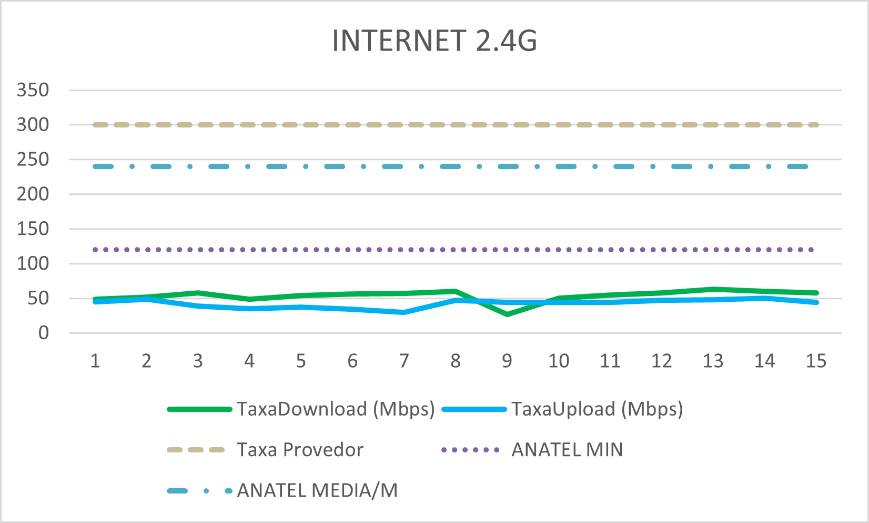 INTERNET 2.4G
350
300
250
200
150
100
50
0
1 2 3 4 5 6 7 8 9 10 11 12 13 14 15
TaxaDownload (Mbps) TaxaUpload (Mbps)
Taxa Provedor ANATEL MIN
ANATEL MEDIA/M